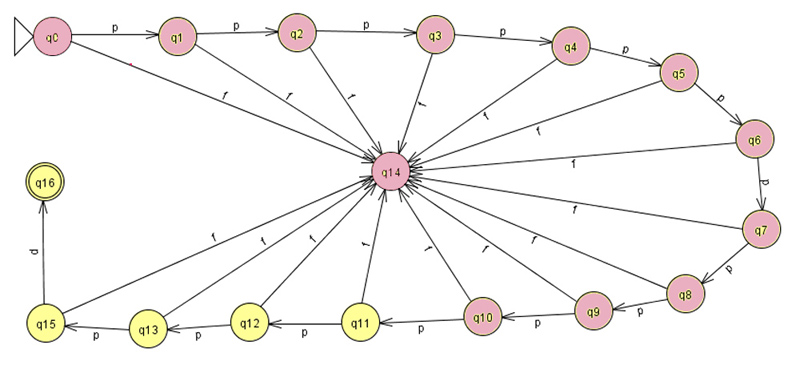 q0 p q1 p q2 p q3 p q4 p q5
p
f f f f f f
q6
f
p
q14
q16
f
q7
p
f f f f f f f
p
q15 p q13 p q12 p q11 p q10 p q9 p q8